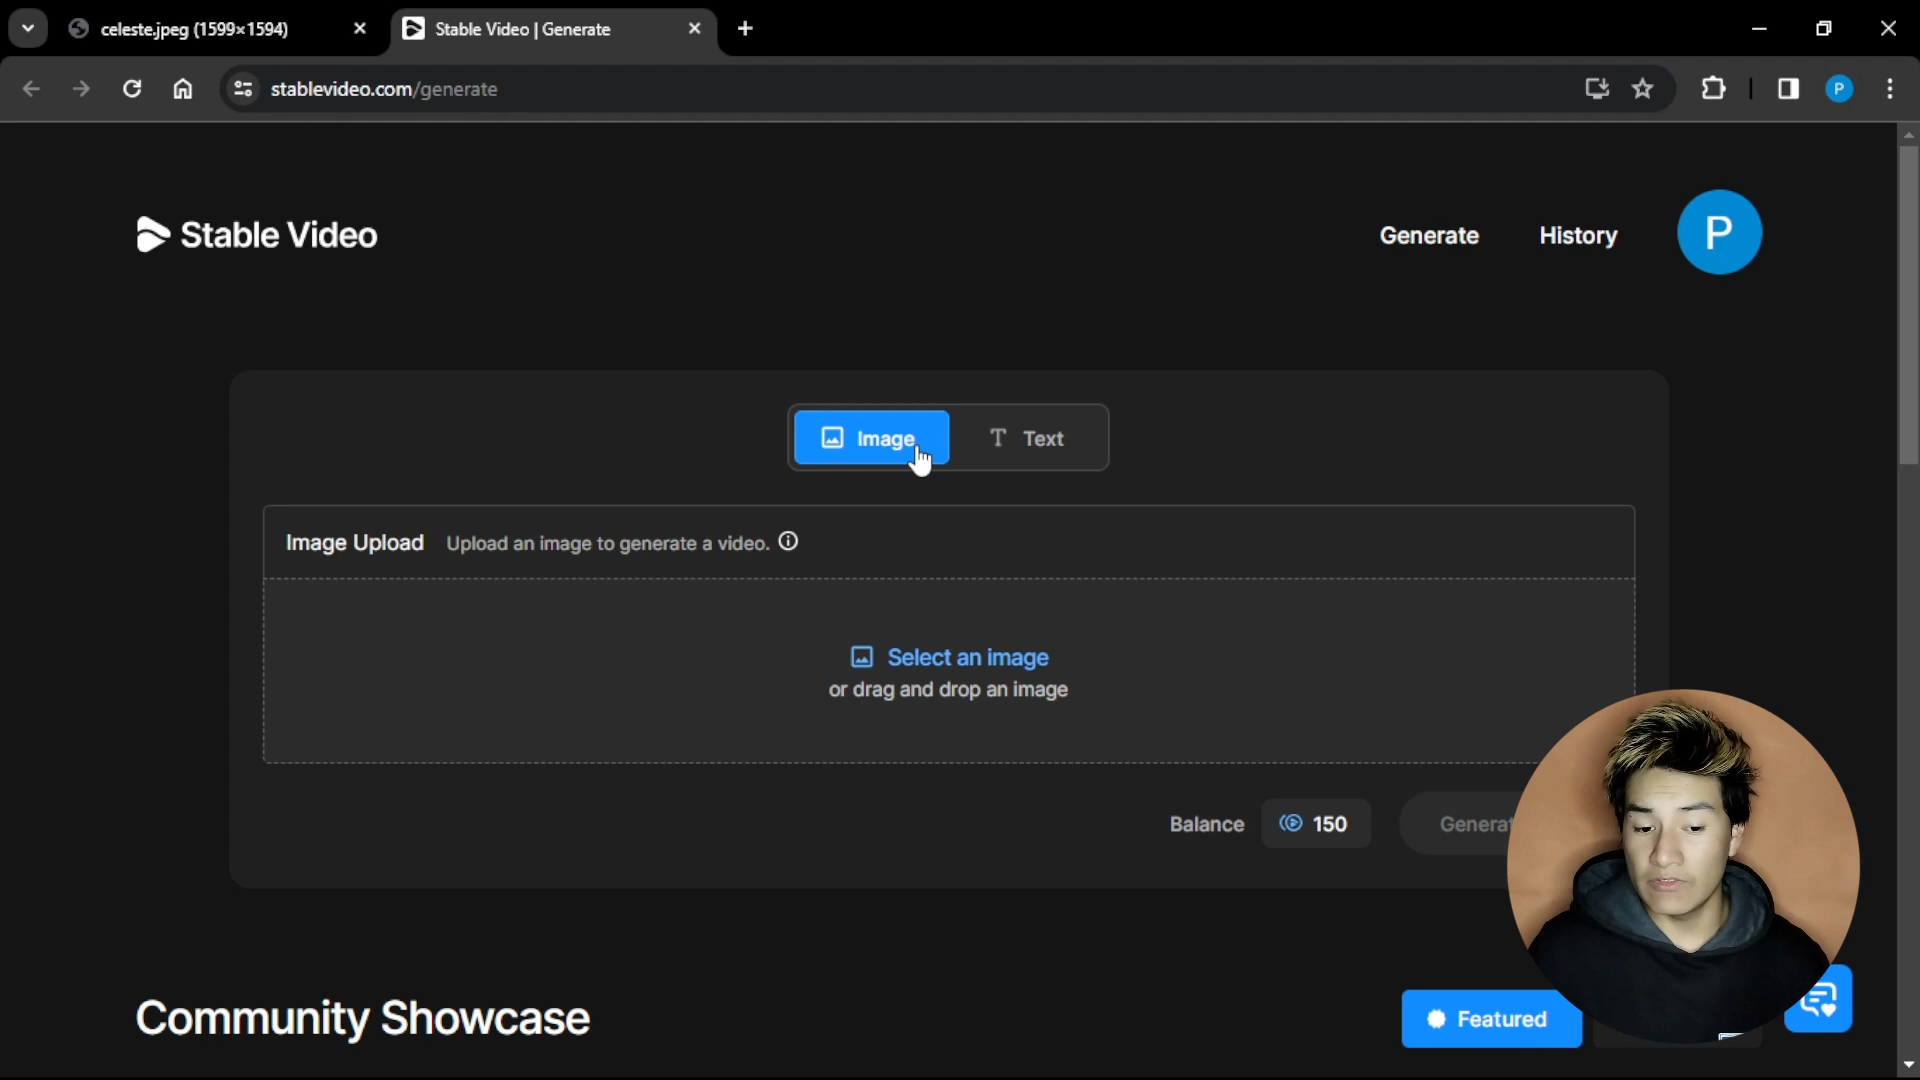 celeste.jpeg (1599×1594)
Stable Video | Generate
stablevideo.com/generate
P
Stable Video
Generate
History
P
Image
Text
Image Upload
Upload an image to generate a video.
Select an image
or drag and drop an image
Balance
150
Generat
Community Showcase
Featured